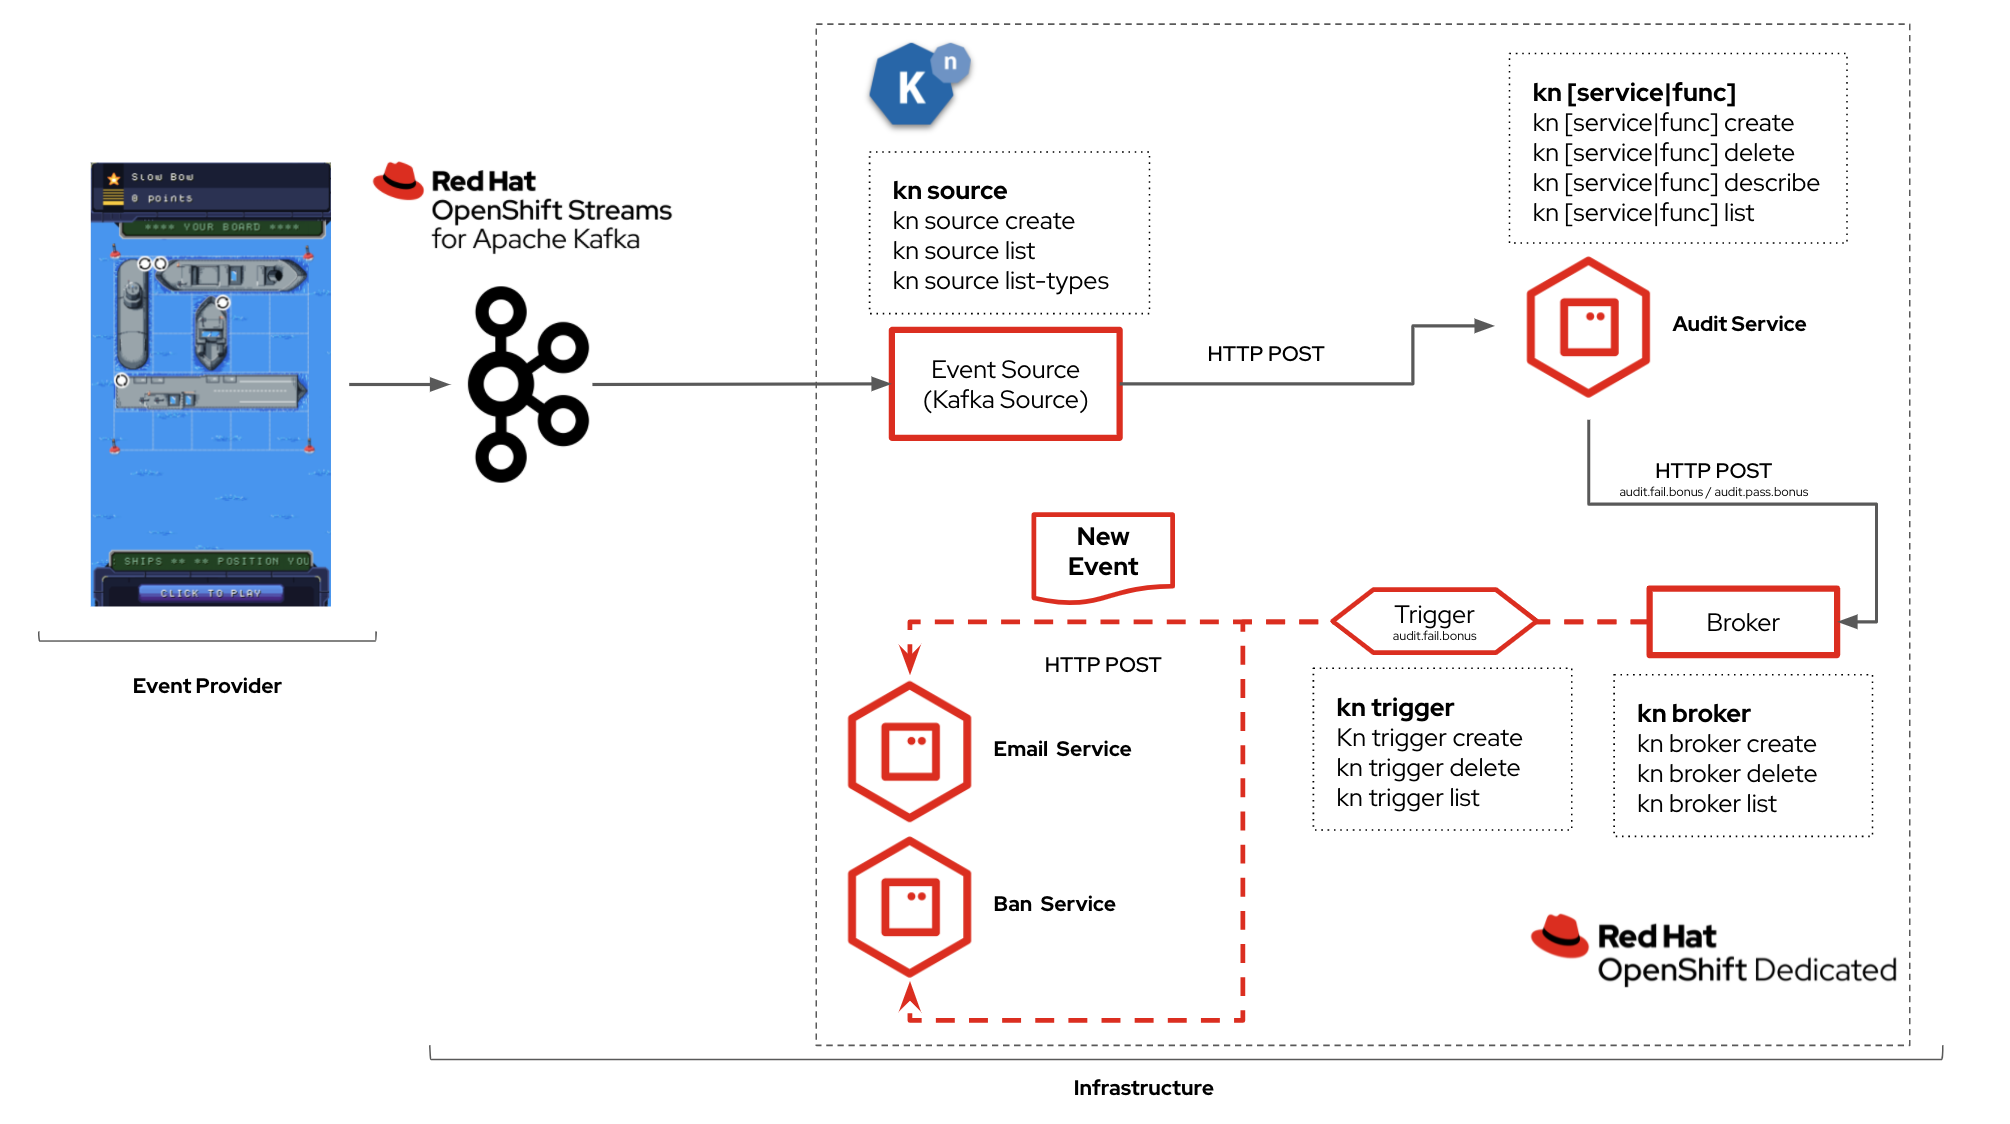 Slow Bow
0 points
**** YOUR BOARD ****
SHIPS ** ** POSITION YOU
CLICK TO PLAY
Event Provider
Red Hat
OpenShift Streams
for Apache Kafka
K n
kn source
kn source create
kn source list
kn source list-types
Event Source
(Kafka Source)
HTTP POST
kn [service|func]
kn [service|func] create
kn [service|func] delete
kn [service|func] describe
kn [service|func] list
Audit Service
HTTP POST
audit.fail.bonus / audit.pass.bonus
New
Event
Trigger
audit.fail.bonus
Broker
HTTP POST
Email Service
Ban Service
kn trigger
Kn trigger create
kn trigger delete
kn trigger list
kn broker
kn broker create
kn broker delete
kn broker list
Red Hat
OpenShift Dedicated
Infrastructure